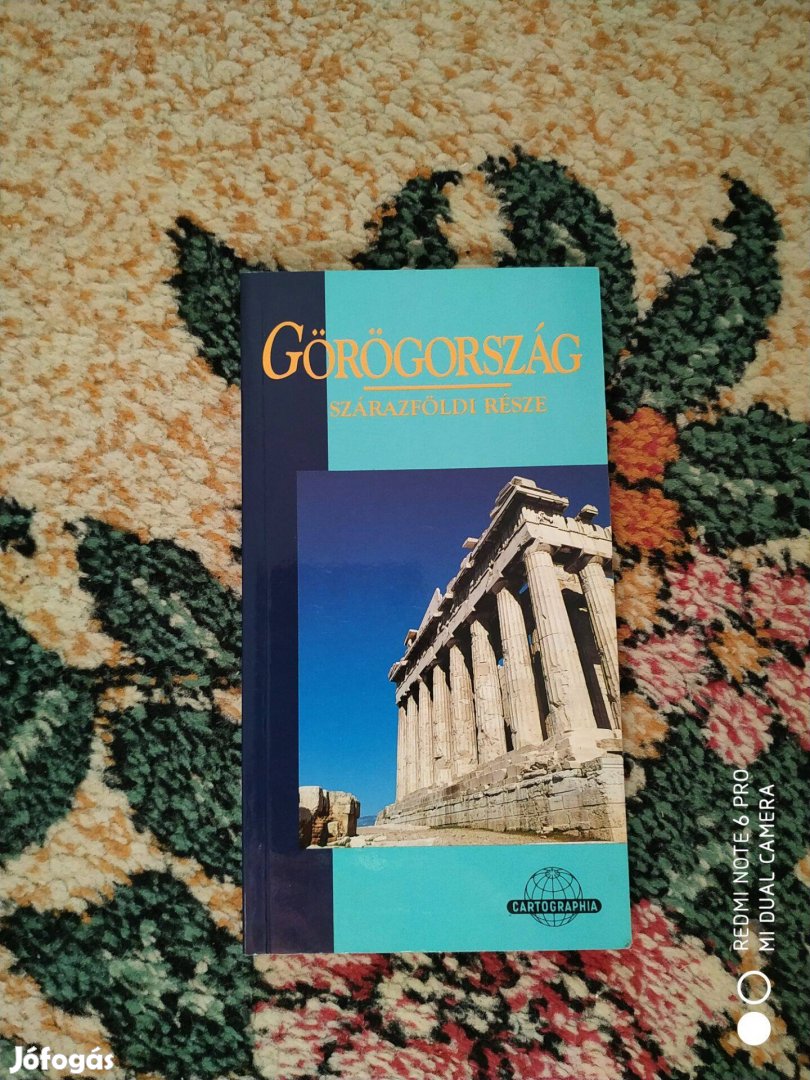 GÖRÖGORSZÁG
SZÁRAZFÖLDI RÉSZE
CARTOGRAPHIA
REDMI NOTE 6 PRO
MI DUAL CAMERA
Jófogás